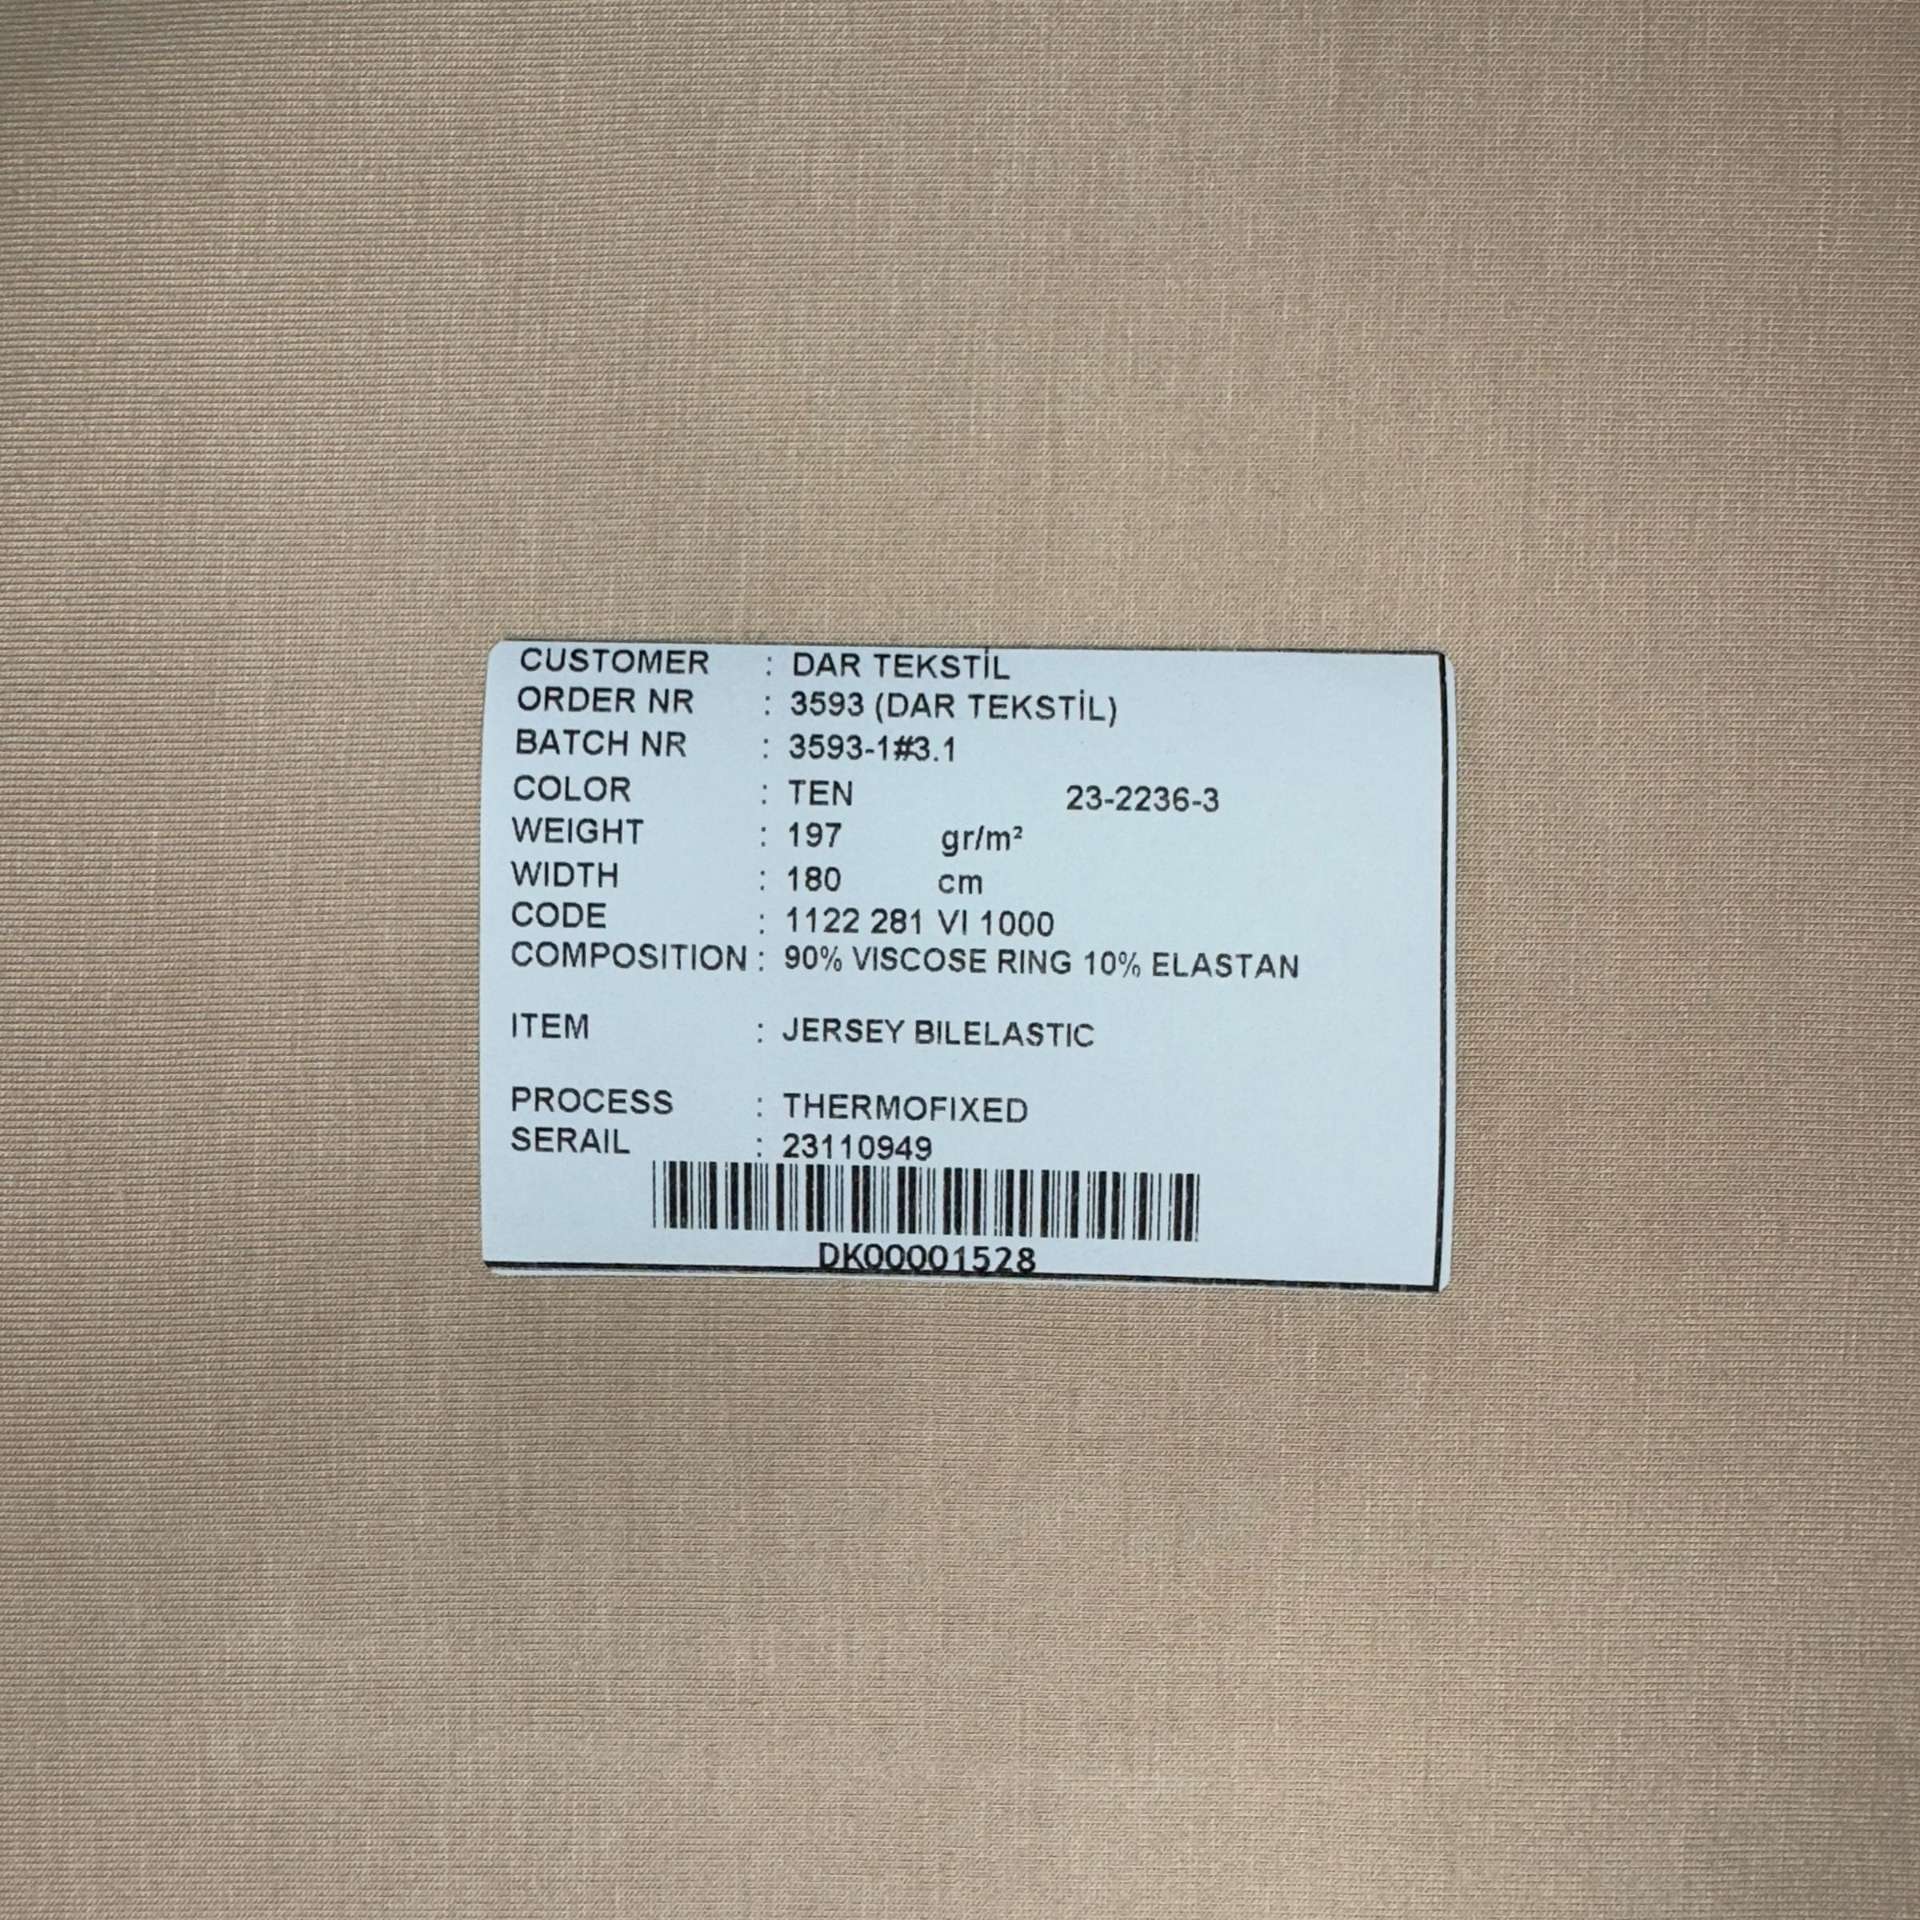 CUSTOMER : DAR TEKSTİL
ORDER NR : 3593 (DAR TEKSTİL)
BATCH NR : 3593-1#3.1
COLOR : TEN 23-2236-3
WEIGHT : 197 gr/m²
WIDTH : 180 cm
CODE : 1122 281 VI 1000
COMPOSITION : 90% VISCOSE RING 10% ELASTAN
ITEM : JERSEY BILELASTIC
PROCESS : THERMOFIXED
SERAIL : 23110949
DK00001528